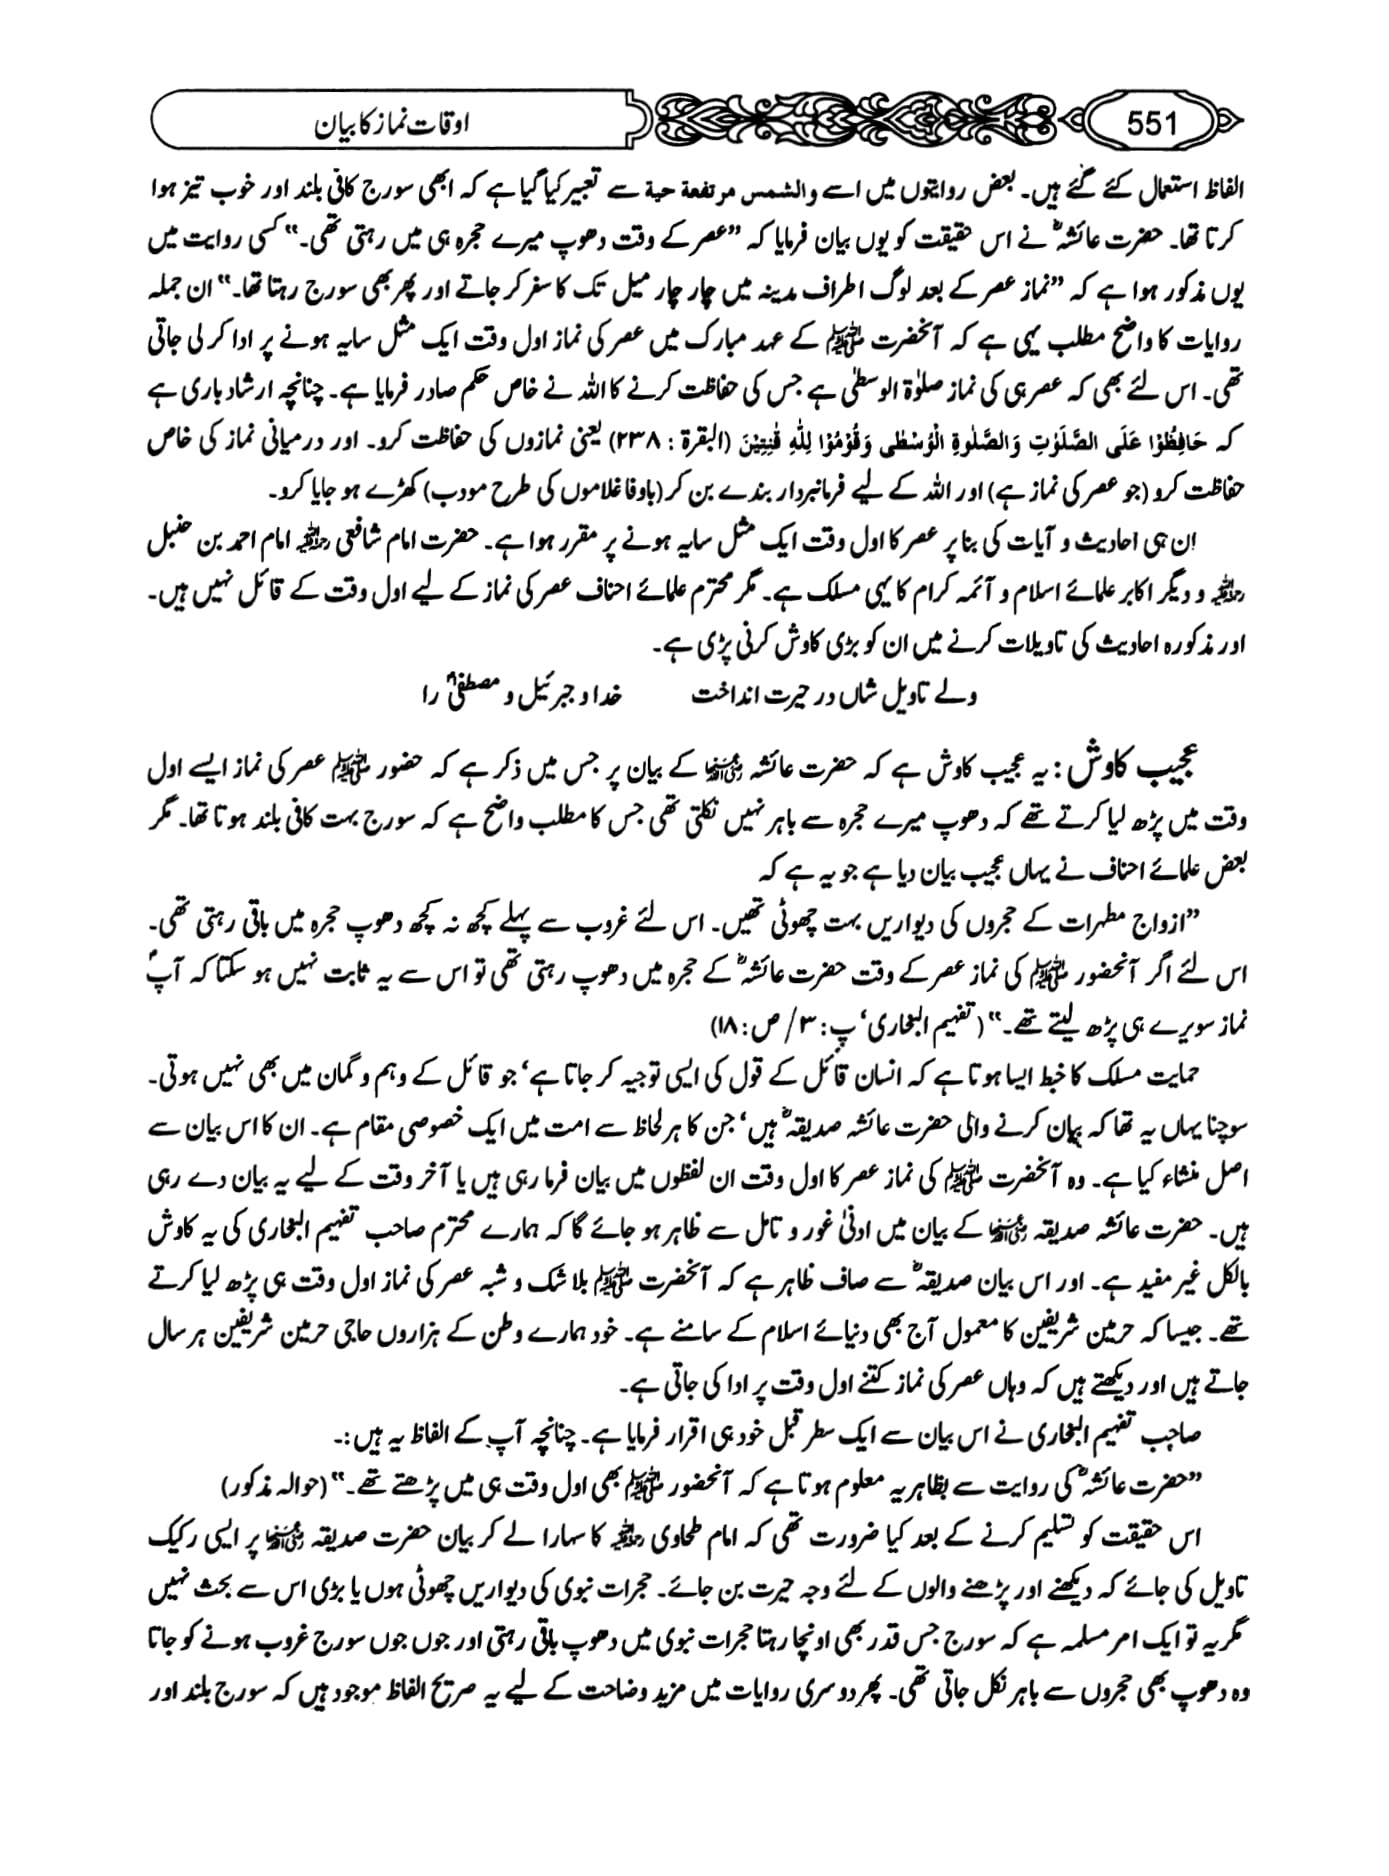 551
اوقات نماز کا بیان
الفاظ استعمال کئے گئے ہیں۔ بعض روایتوں میں اسے والشمس مرتفعة حية سے تعبیر کیا گیا ہے کہ ابھی سورج کافی بلند اور خوب تیز ہوا
کرتا تھا۔ حضرت عائشہؓ نے اس حقیقت کو یوں بیان فرمایا کہ ”عصر کے وقت دھوپ میرے حجرہ ہی میں رہتی تھی۔“ کسی روایت میں
یوں مذکور ہوا ہے کہ ”نماز عصر کے بعد لوگ اطراف مدینہ میں چار چار میل تک کا سفر کر جاتے اور پھر بھی سورج رہتا تھا۔“ ان جملہ
روایات کا واضح مطلب یہی ہے کہ آنحضرت ﷺ کے عہد مبارک میں عصر کی نماز اول وقت ایک مثل سایہ ہونے پر ادا کر لی جاتی
تھی۔ اس لئے بھی کہ عصر ہی کی نماز صلوٰۃ الوسطیٰ ہے جس کی حفاظت کرنے کا اللہ نے خاص حکم صادر فرمایا ہے۔ چنانچہ ارشاد باری ہے
کہ حَافِظُوْا عَلَى الصَّلَوٰتِ وَالصَّلٰوةِ الْوُسْطٰى وَقُوْمُوْا لِلّٰهِ قٰنِتِيْنَ (البقرۃ : ۲۳۸) یعنی نمازوں کی حفاظت کرو۔ اور درمیانی نماز کی خاص
حفاظت کرو (جو عصر کی نماز ہے) اور اللہ کے لیے فرمانبردار بندے بن کر (باوفا غلاموں کی طرح مودب) کھڑے ہو جایا کرو۔
ان ہی احادیث و آیات کی بنا پر عصر کا اول وقت ایک مثل سایہ ہونے پر مقرر ہوا ہے۔ حضرت امام شافعی رحمہ اللہ امام احمد بن حنبل
رحمہ اللہ و دیگر اکابر علمائے اسلام و آئمہ کرام کا یہی مسلک ہے۔ مگر محترم علمائے احناف عصر کی نماز کے لیے اول وقت کے قائل نہیں ہیں۔
اور مذکورہ احادیث کی تاویلات کرنے میں ان کو بڑی کاوش کرنی پڑی ہے۔
ولے تاویل شاں در حیرت انداخت خدا و جبرئیل و مصطفیٰؐ را
عجیب کاوش : یہ عجیب کاوش ہے کہ حضرت عائشہ رضی اللہ عنہا کے بیان پر جس میں ذکر ہے کہ حضور ﷺ عصر کی نماز ایسے اول
وقت میں پڑھ لیا کرتے تھے کہ دھوپ میرے حجرہ سے باہر نہیں نکلتی تھی جس کا مطلب واضح ہے کہ سورج بہت کافی بلند ہوتا تھا۔ مگر
بعض علمائے احناف نے یہاں عجیب بیان دیا ہے جو یہ ہے کہ
”ازواج مطہرات کے حجروں کی دیواریں بہت چھوٹی تھیں۔ اس لئے غروب سے پہلے کچھ نہ کچھ دھوپ حجرہ میں باقی رہتی تھی۔
اس لئے اگر آنحضور ﷺ کی نماز عصر کے وقت حضرت عائشہؓ کے حجرہ میں دھوپ رہتی تھی تو اس سے یہ ثابت نہیں ہو سکتا کہ آپؐ
نماز سویرے ہی پڑھ لیتے تھے۔“ (تفہیم البخاری‘ پ: ۳/ ص: ۱۸)
حمایت مسلک کا خبط ایسا ہوتا ہے کہ انسان قائل کے قول کی ایسی توجیہ کر جاتا ہے‘ جو قائل کے وہم و گمان میں بھی نہیں ہوتی۔
سوچنا یہاں یہ تھا کہ بیان کرنے والی حضرت عائشہ صدیقہؓ ہیں‘ جن کا ہر لحاظ سے امت میں ایک خصوصی مقام ہے۔ ان کا اس بیان سے
اصل منشاء کیا ہے۔ وہ آنحضرت ﷺ کی نماز عصر کا اول وقت ان لفظوں میں بیان فرما رہی ہیں یا آخر وقت کے لیے یہ بیان دے رہی
ہیں۔ حضرت عائشہ صدیقہ رضی اللہ عنہا کے بیان میں ادنیٰ غور و تامل سے ظاہر ہو جائے گا کہ ہمارے محترم صاحب تفہیم البخاری کی یہ کاوش
بالکل غیر مفید ہے۔ اور اس بیان صدیقہؓ سے صاف ظاہر ہے کہ آنحضرت ﷺ بلا شک و شبہ عصر کی نماز اول وقت ہی پڑھ لیا کرتے
تھے۔ جیسا کہ حرمین شریفین کا معمول آج بھی دنیائے اسلام کے سامنے ہے۔ خود ہمارے وطن کے ہزاروں حاجی حرمین شریفین ہر سال
جاتے ہیں اور دیکھتے ہیں کہ وہاں عصر کی نماز کتنے اول وقت پر ادا کی جاتی ہے۔
صاحب تفہیم البخاری نے اس بیان سے ایک سطر قبل خود ہی اقرار فرمایا ہے۔ چنانچہ آپ کے الفاظ یہ ہیں :۔
”حضرت عائشہؓ کی روایت سے بظاہر یہ معلوم ہوتا ہے کہ آنحضور ﷺ بھی اول وقت ہی میں پڑھتے تھے۔“ (حوالہ مذکور)
اس حقیقت کو تسلیم کرنے کے بعد کیا ضرورت تھی کہ امام طحاوی رحمہ اللہ کا سہارا لے کر بیان حضرت صدیقہ رضی اللہ عنہا پر ایسی رکیک
تاویل کی جائے کہ دیکھنے اور پڑھنے والوں کے لئے وجہ حیرت بن جائے۔ حجرات نبوی کی دیواریں چھوٹی ہوں یا بڑی اس سے بحث نہیں
مگر یہ تو ایک امر مسلمہ ہے کہ سورج جس قدر بھی اونچا رہتا حجرات نبوی میں دھوپ باقی رہتی اور جوں جوں سورج غروب ہونے کو جاتا
وہ دھوپ بھی حجروں سے باہر نکل جاتی تھی۔ پھر دوسری روایات میں مزید وضاحت کے لیے یہ صریح الفاظ موجود ہیں کہ سورج بلند اور